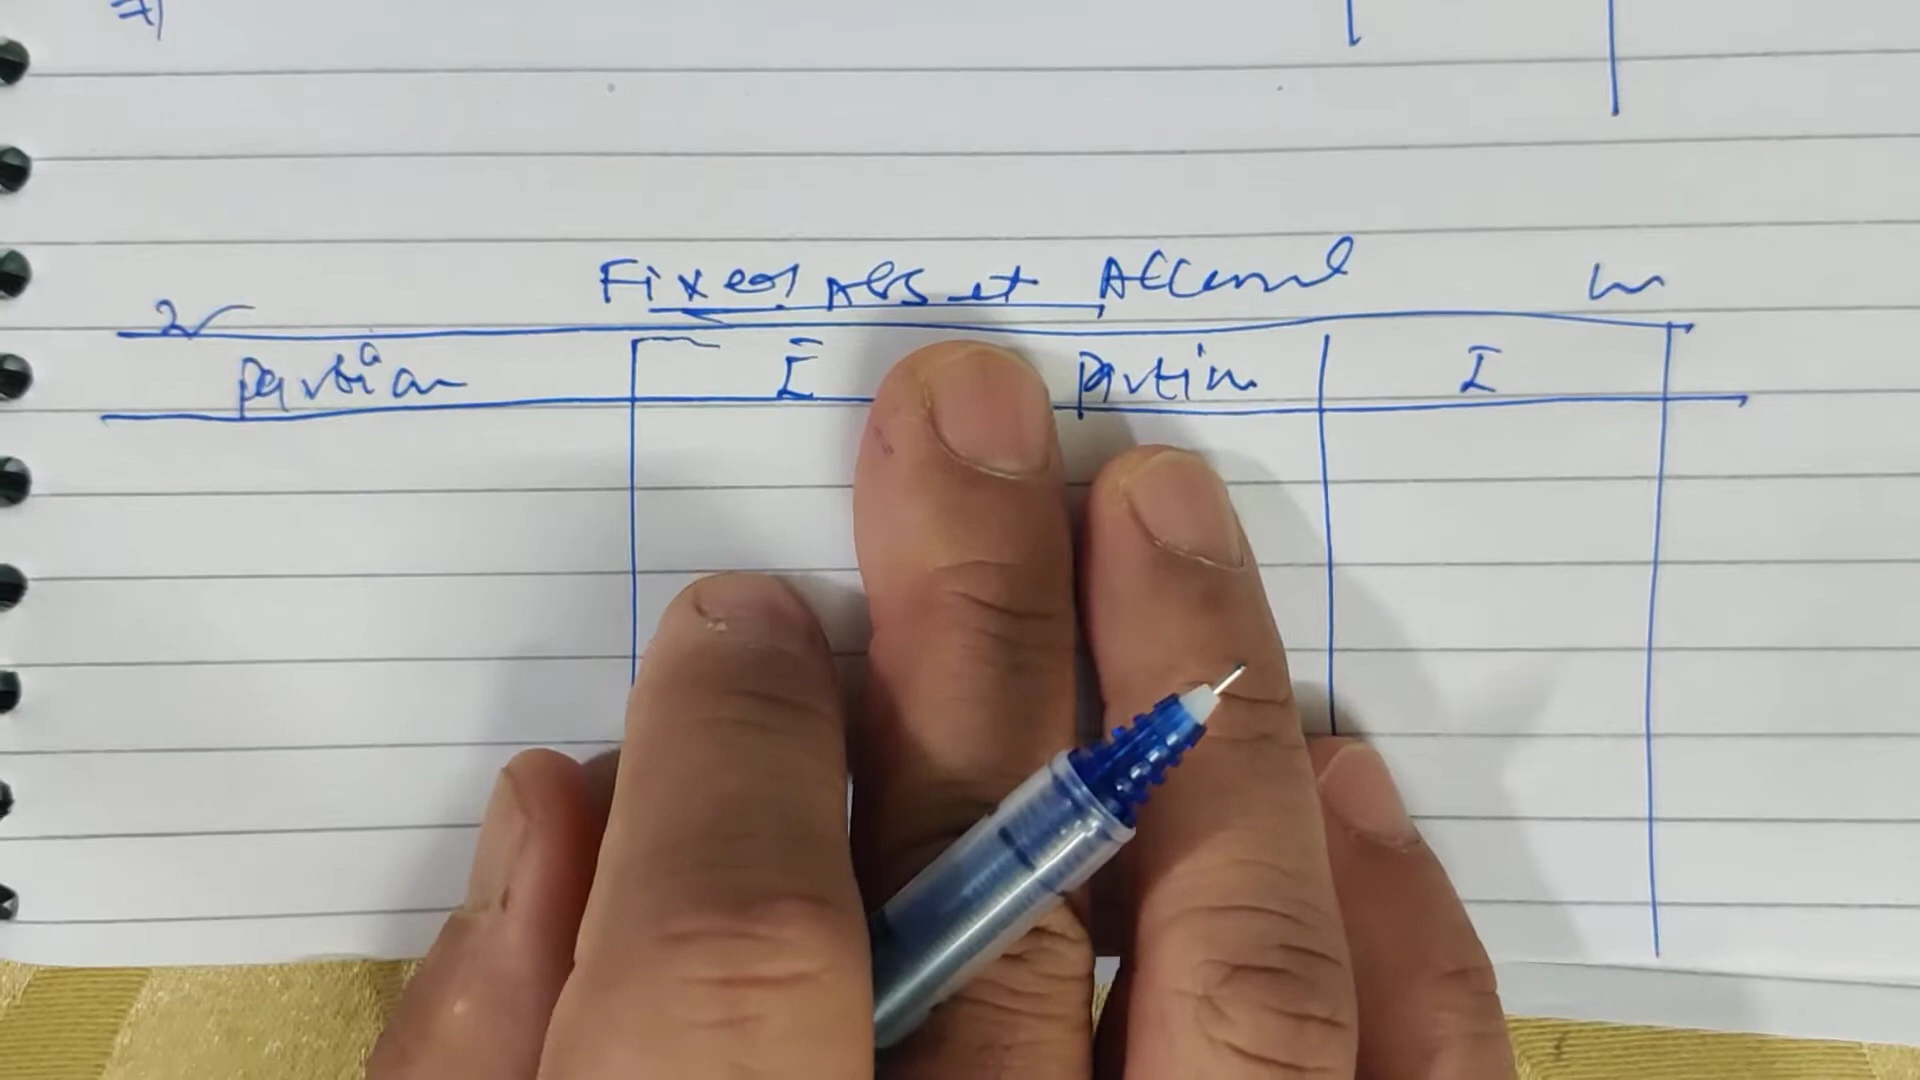 Fixed Asset Account
Dr Cr
Particular ₹ Particular ₹